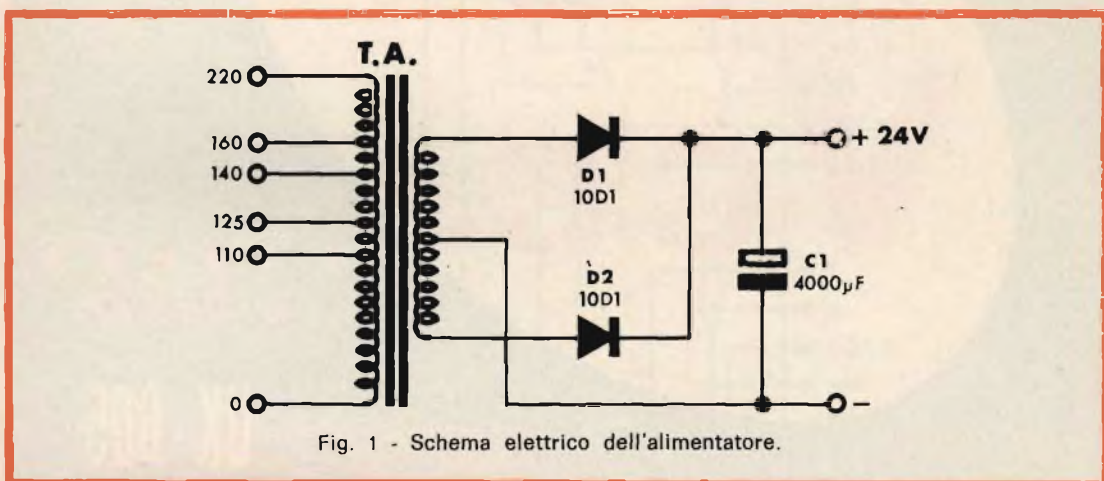 T.A.
220
160
140
125
110
0
D1
10D1
D2
10D1
+ 24V
C1
4000µF
–
Fig. 1 - Schema elettrico dell'alimentatore.